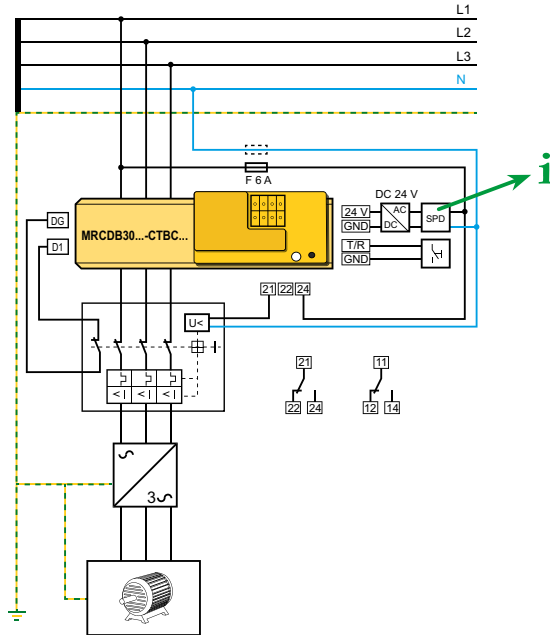 L1
L2
L3
N
F 6 A
i
DC 24 V
DG
D1
MRCDB30...-CTBC...
24 V
GND
AC
DC
SPD
T/R
GND
21 22 24
U<
I
< I < I < I
21
22 24
11
12 14
3